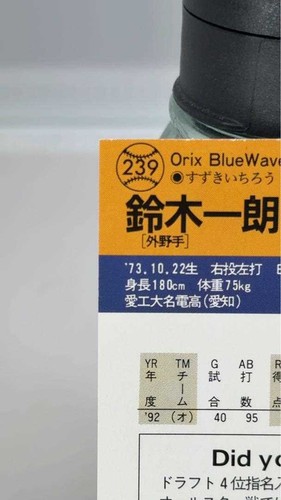 239
Orix BlueWave
●すずきいちろう
鈴木一朗
[外野手]
'73.10.22生 右投左打
身長180cm 体重75kg
愛工大名電高(愛知)
YR TM G AB R
年度 チーム 試合 打数 得
'92 (オ) 40 95
Did yo
ドラフト4位指名入